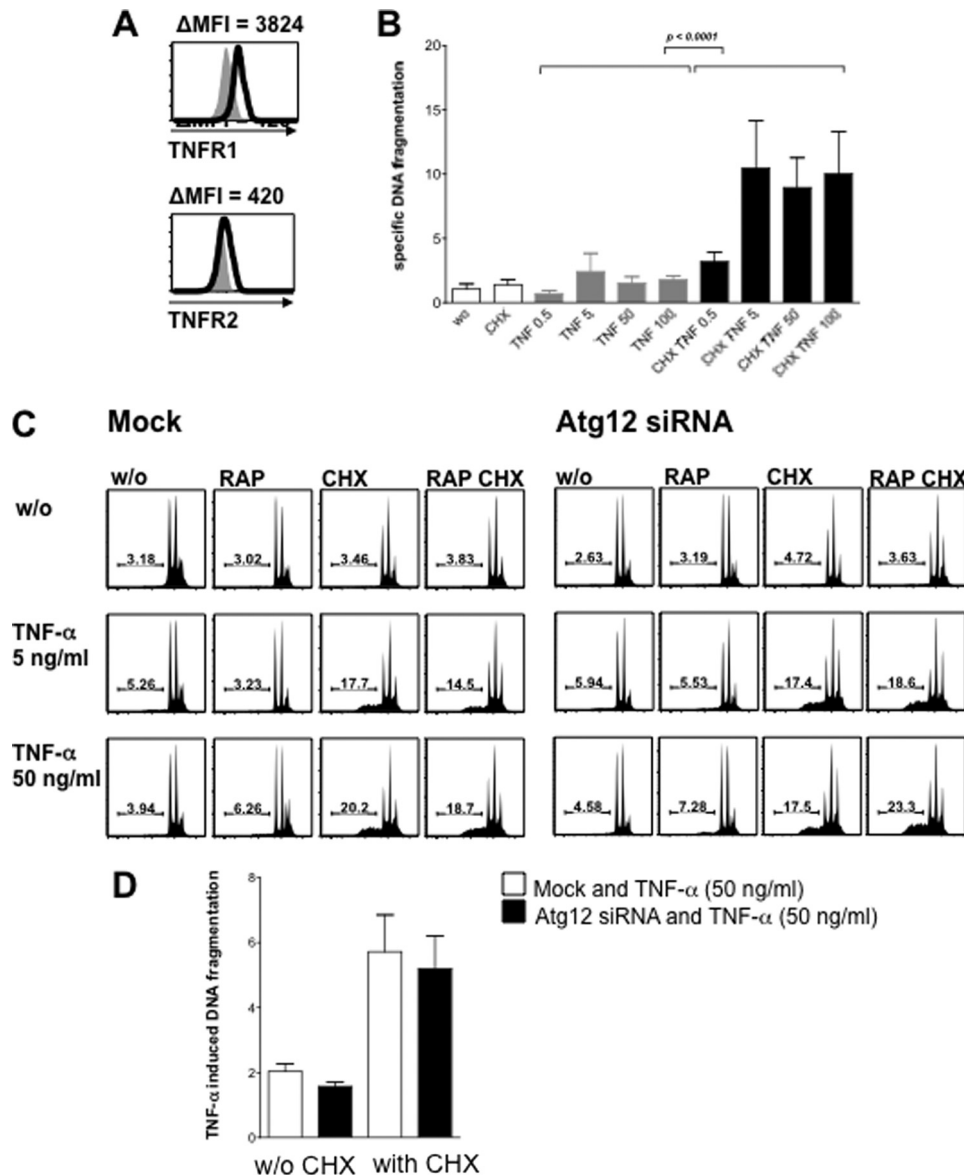 A
ΔMFI = 3824
ΔMFI = 420
TNFR1
ΔMFI = 420
TNFR2
B
p < 0.0001
specific DNA fragmentation
20
15
10
5
0
wo
CHX
TNF 0.5
TNF 5
TNF 50
TNF 100
CHX TNF 0.5
CHX TNF 5
CHX TNF 50
CHX TNF 100
C
Mock
Atg12 siRNA
w/o RAP CHX RAP CHX w/o RAP CHX RAP CHX
w/o
3.18 3.02 3.46 3.83 2.63 3.19 4.72 3.63
TNF-α
5 ng/ml
5.26 3.23 17.7 14.5 5.94 5.53 17.4 18.6
TNF-α
50 ng/ml
3.94 6.26 20.2 18.7 4.58 7.28 17.5 23.3
D
TNF-α induced DNA fragmentation
8
6
4
2
0
w/o CHX with CHX
Mock and TNF-α (50 ng/ml)
Atg12 siRNA and TNF-α (50 ng/ml)